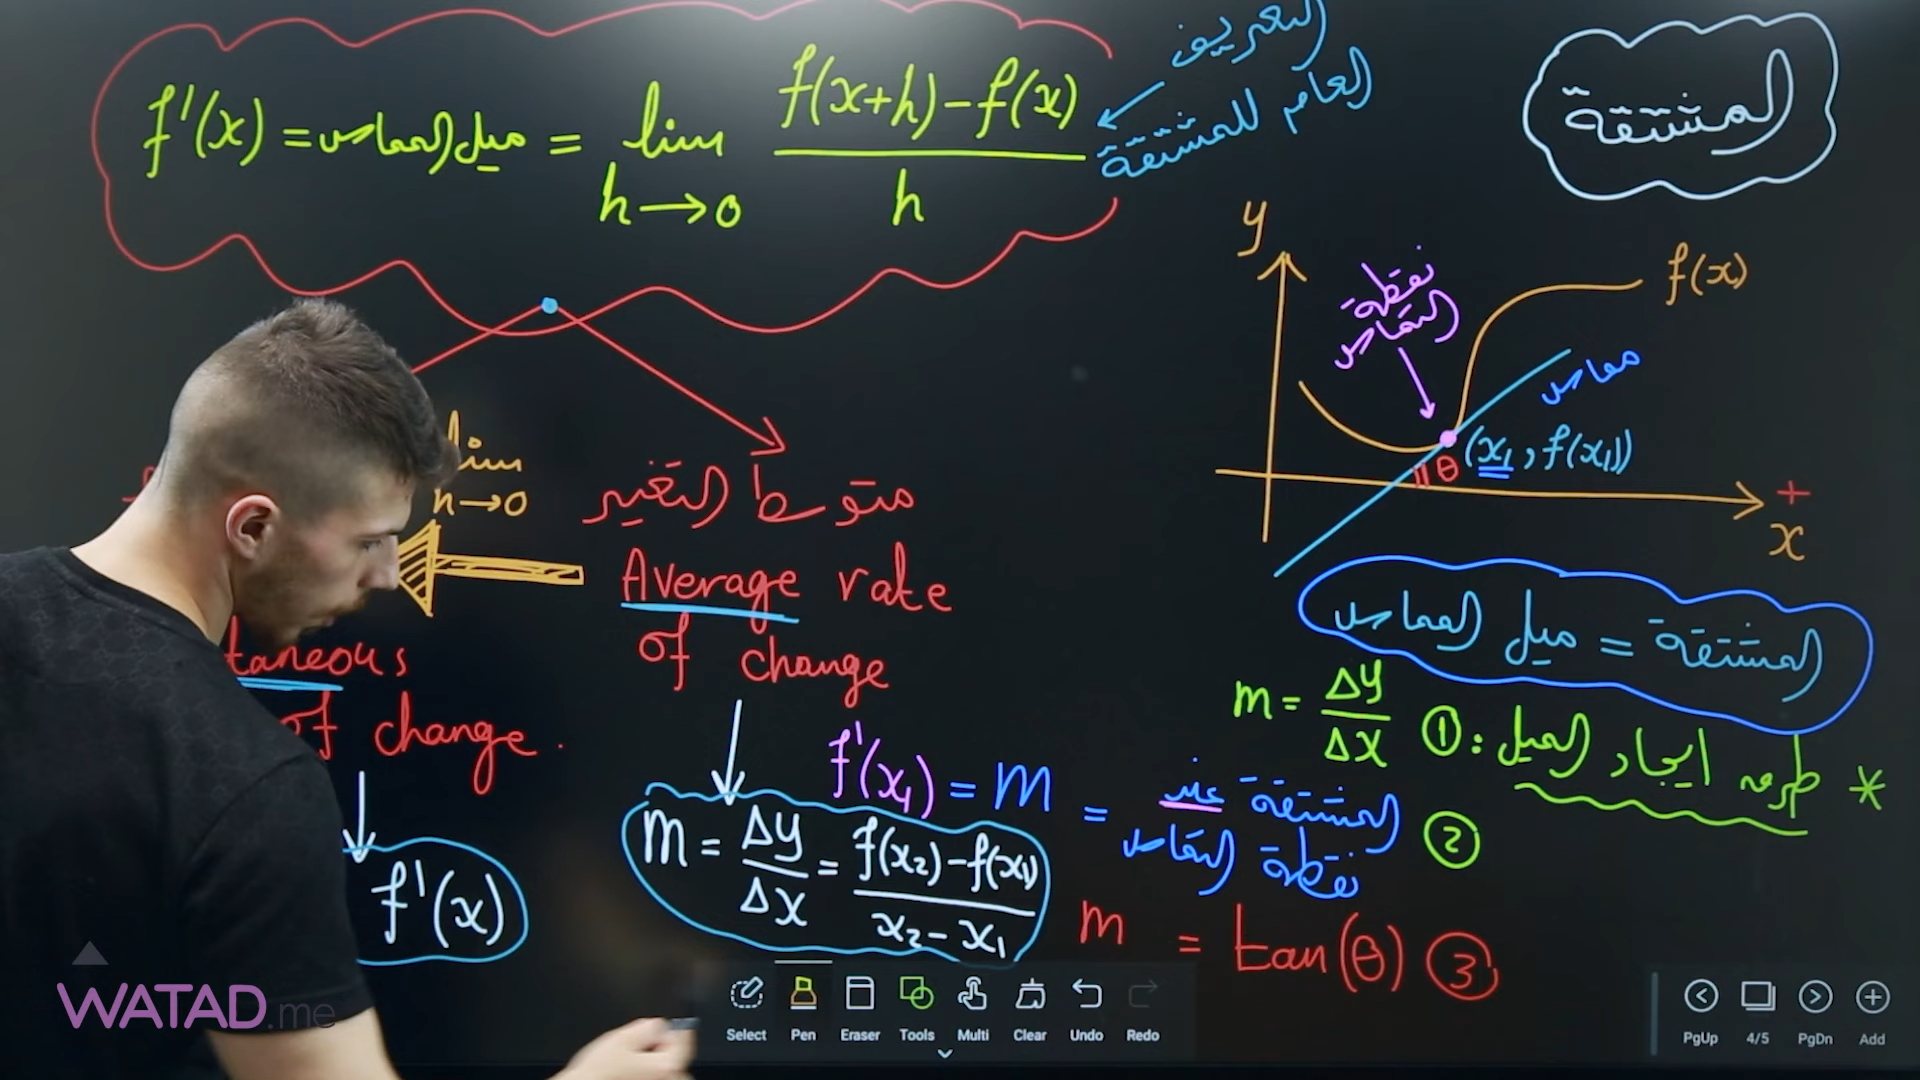 المشتقة
التعريف
العام للمشتقة
f'(x) = ميل المماس = lim h→0 f(x+h)-f(x) / h
y
f(x)
نقطة
التماس
مماس
(x₁, f(x₁))
θ
+
x
المشتقة = ميل المماس
* طرق ايجاد الميل :
① m = Δy / Δx
② المشتقة عند
نقطة التماس
= m = f'(x₁)
③ m = tan(θ)
lim
h→0
متوسط التغير
Average rate
of change
m = Δy / Δx = f(x₂)-f(x₁) / x₂-x₁
taneous
of change.
f'(x)
WATAD.me
Select Pen Eraser Tools Multi Clear Undo Redo
PgUp 4/5 PgDn Add